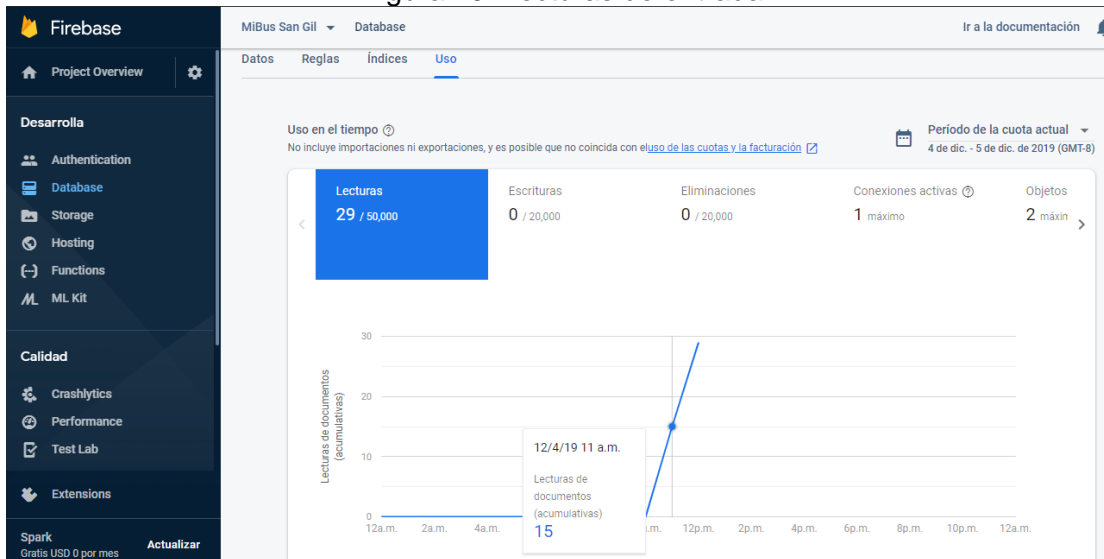 Firebase
Project Overview
Desarrolla
Authentication
Database
Storage
Hosting
Functions
ML Kit
Calidad
Crashlytics
Performance
Test Lab
Extensions
Spark
Gratis USD 0 por mes
Actualizar
MiBus San Gil Database
Ir a la documentación
Datos Reglas Índices Uso
Uso en el tiempo
No incluye importaciones ni exportaciones, y es posible que no coincida con eluso de las cuotas y la facturación
Período de la cuota actual
4 de dic. - 5 de dic. de 2019 (GMT-8)
Lecturas
29 / 50,000
Escrituras
0 / 20,000
Eliminaciones
0 / 20,000
Conexiones activas
1 máximo
Objetos
2 máxin
Lecturas de documentos
(acumulativas)
30
20
10
0
12/4/19 11 a.m.
Lecturas de
documentos
(acumulativas)
15
12a.m. 2a.m. 4a.m. .m. 12p.m. 2p.m. 4p.m. 6p.m. 8p.m. 10p.m. 12a.m.